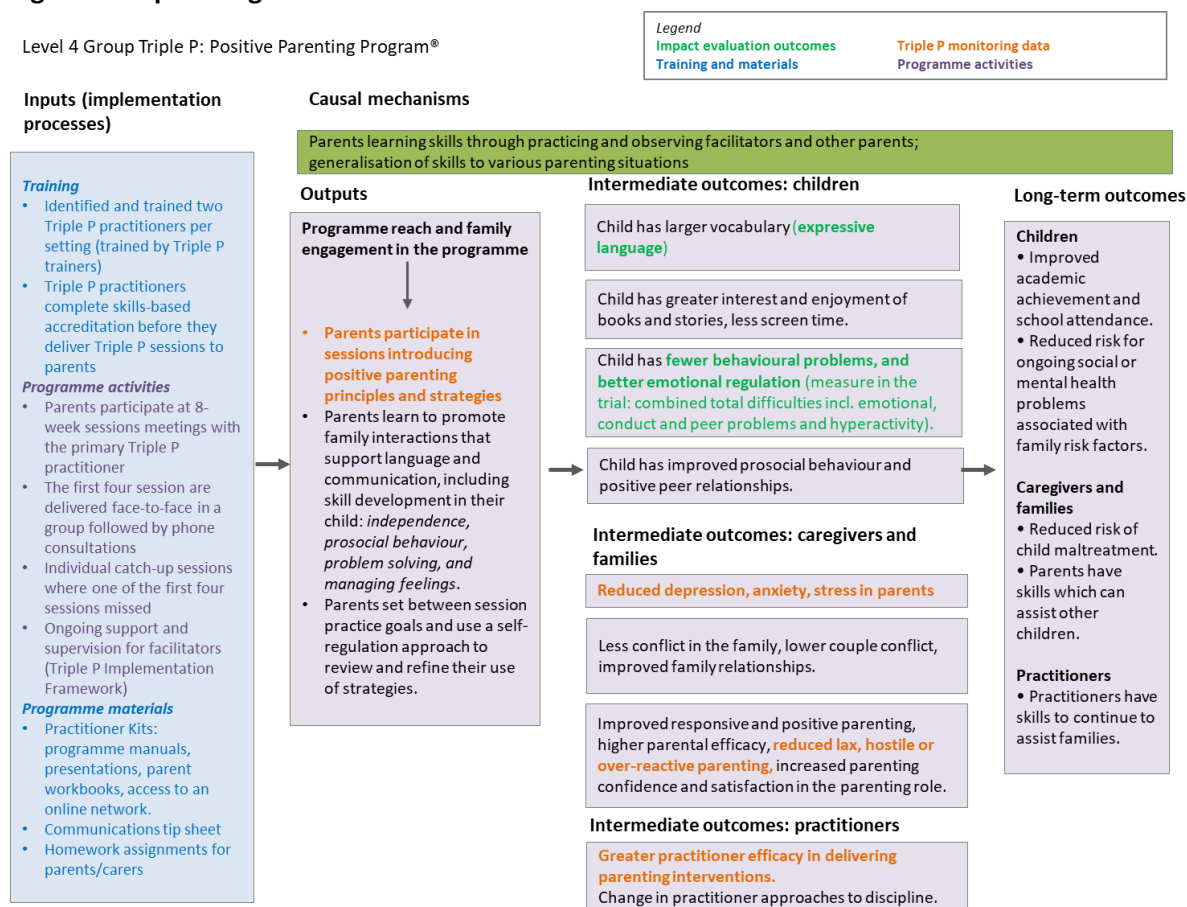 Level 4 Group Triple P: Positive Parenting Program®
Legend
Impact evaluation outcomes
Triple P monitoring data
Training and materials
Programme activities
Inputs (implementation
processes)
Training
• Identified and trained two
Triple P practitioners per
setting (trained by Triple P
trainers)
• Triple P practitioners
complete skills-based
accreditation before they
deliver Triple P sessions to
parents
Programme activities
• Parents participate at 8-
week sessions meetings with
the primary Triple P
practitioner
• The first four session are
delivered face-to-face in a
group followed by phone
consultations
• Individual catch-up sessions
where one of the first four
sessions missed
• Ongoing support and
supervision for facilitators
(Triple P Implementation
Framework)
Programme materials
• Practitioner Kits:
programme manuals,
presentations, parent
workbooks, access to an
online network.
• Communications tip sheet
• Homework assignments for
parents/carers
Causal mechanisms
Parents learning skills through practicing and observing facilitators and other parents;
generalisation of skills to various parenting situations
Outputs
Programme reach and family
engagement in the programme
• Parents participate in
sessions introducing
positive parenting
principles and strategies
• Parents learn to promote
family interactions that
support language and
communication, including
skill development in their
child: independence,
prosocial behaviour,
problem solving, and
managing feelings.
• Parents set between session
practice goals and use a self-
regulation approach to
review and refine their use
of strategies.
Intermediate outcomes: children
Child has larger vocabulary (expressive
language)
Child has greater interest and enjoyment of
books and stories, less screen time.
Child has fewer behavioural problems, and
better emotional regulation (measure in the
trial: combined total difficulties incl. emotional,
conduct and peer problems and hyperactivity).
Child has improved prosocial behaviour and
positive peer relationships.
Intermediate outcomes: caregivers and
families
Reduced depression, anxiety, stress in parents
Less conflict in the family, lower couple conflict,
improved family relationships.
Improved responsive and positive parenting,
higher parental efficacy, reduced lax, hostile or
over-reactive parenting, increased parenting
confidence and satisfaction in the parenting role.
Intermediate outcomes: practitioners
Greater practitioner efficacy in delivering
parenting interventions.
Change in practitioner approaches to discipline.
Long-term outcomes
Children
• Improved
academic
achievement and
school attendance.
• Reduced risk for
ongoing social or
mental health
problems
associated with
family risk factors.
Caregivers and
families
• Reduced risk of
child maltreatment.
• Parents have
skills which can
assist other
children.
Practitioners
• Practitioners have
skills to continue to
assist families.